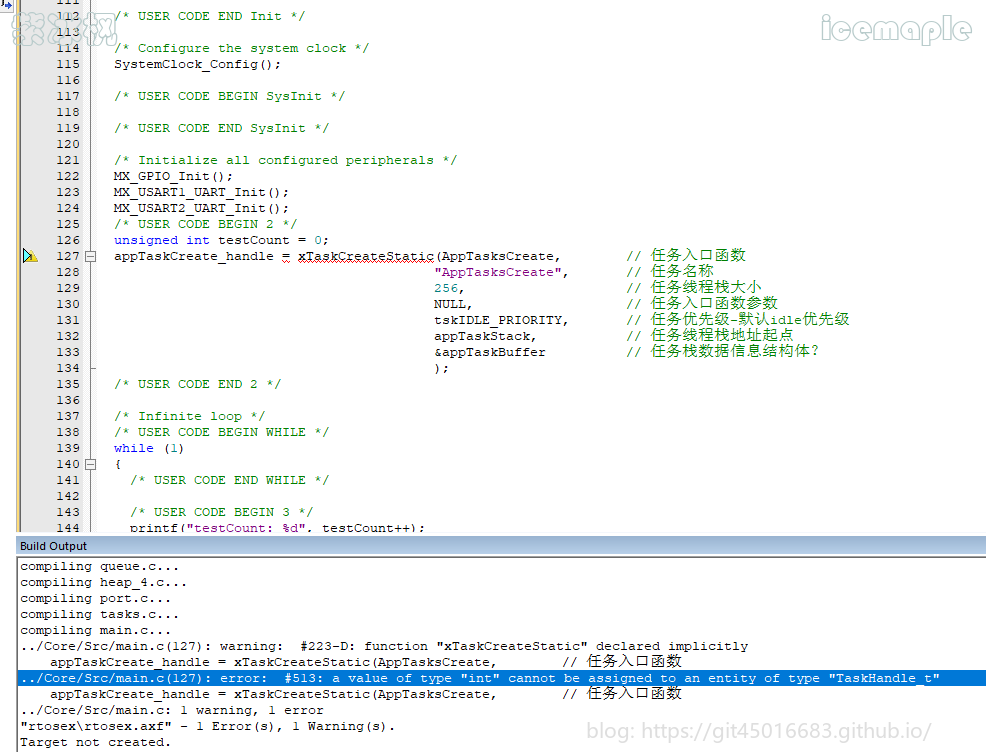 111
icemaple
112 /* USER CODE END Init */
113
114 /* Configure the system clock */
115 SystemClock_Config();
116
117 /* USER CODE BEGIN SysInit */
118
119 /* USER CODE END SysInit */
120
121 /* Initialize all configured peripherals */
122 MX_GPIO_Init();
123 MX_USART1_UART_Init();
124 MX_USART2_UART_Init();
125 /* USER CODE BEGIN 2 */
126 unsigned int testCount = 0;
127 appTaskCreate_handle = xTaskCreateStatic(AppTasksCreate, // 任务入口函数
128 "AppTasksCreate", // 任务名称
129 256, // 任务线程栈大小
130 NULL, // 任务入口函数参数
131 tskIDLE_PRIORITY, // 任务优先级-默认idle优先级
132 appTaskStack, // 任务线程栈地址起点
133 &appTaskBuffer // 任务栈数据信息结构体?
134 );
135 /* USER CODE END 2 */
136
137 /* Infinite loop */
138 /* USER CODE BEGIN WHILE */
139 while (1)
140 {
141 /* USER CODE END WHILE */
142
143 /* USER CODE BEGIN 3 */
144 printf("testCount: %d", testCount++);
Build Output
compiling queue.c...
compiling heap_4.c...
compiling port.c...
compiling tasks.c...
compiling main.c...
../Core/Src/main.c(127): warning: #223-D: function "xTaskCreateStatic" declared implicitly
appTaskCreate_handle = xTaskCreateStatic(AppTasksCreate, // 任务入口函数
../Core/Src/main.c(127): error: #513: a value of type "int" cannot be assigned to an entity of type "TaskHandle_t"
appTaskCreate_handle = xTaskCreateStatic(AppTasksCreate, // 任务入口函数
../Core/Src/main.c: 1 warning, 1 error
"rtosex\rtosex.axf" - 1 Error(s), 1 Warning(s).
Target not created.
blog: https://git45016683.github.io/